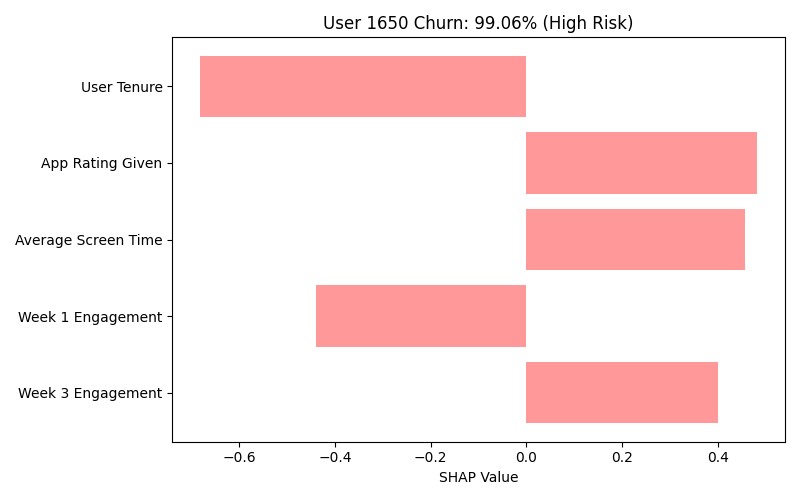 User 1650 Churn: 99.06% (High Risk)
User Tenure
App Rating Given
Average Screen Time
Week 1 Engagement
Week 3 Engagement
−0.6 −0.4 −0.2 0.0 0.2 0.4
SHAP Value